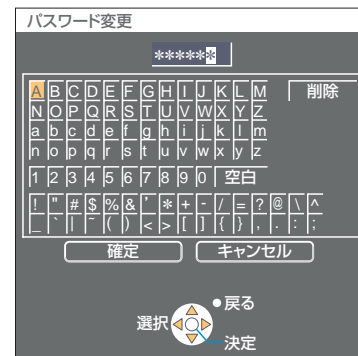 パスワード変更
******
A B C D E F G H I J K L M 削除
N O P Q R S T U V W X Y Z
a b c d e f g h i j k l m
n o p q r s t u v w x y z
1 2 3 4 5 6 7 8 9 0 空白
! " # $ % & ' * + - / = ? @ \ ^
_ ` | ~ ( ) < > [ ] { } , . : ;
確定 キャンセル
戻る
選択
決定